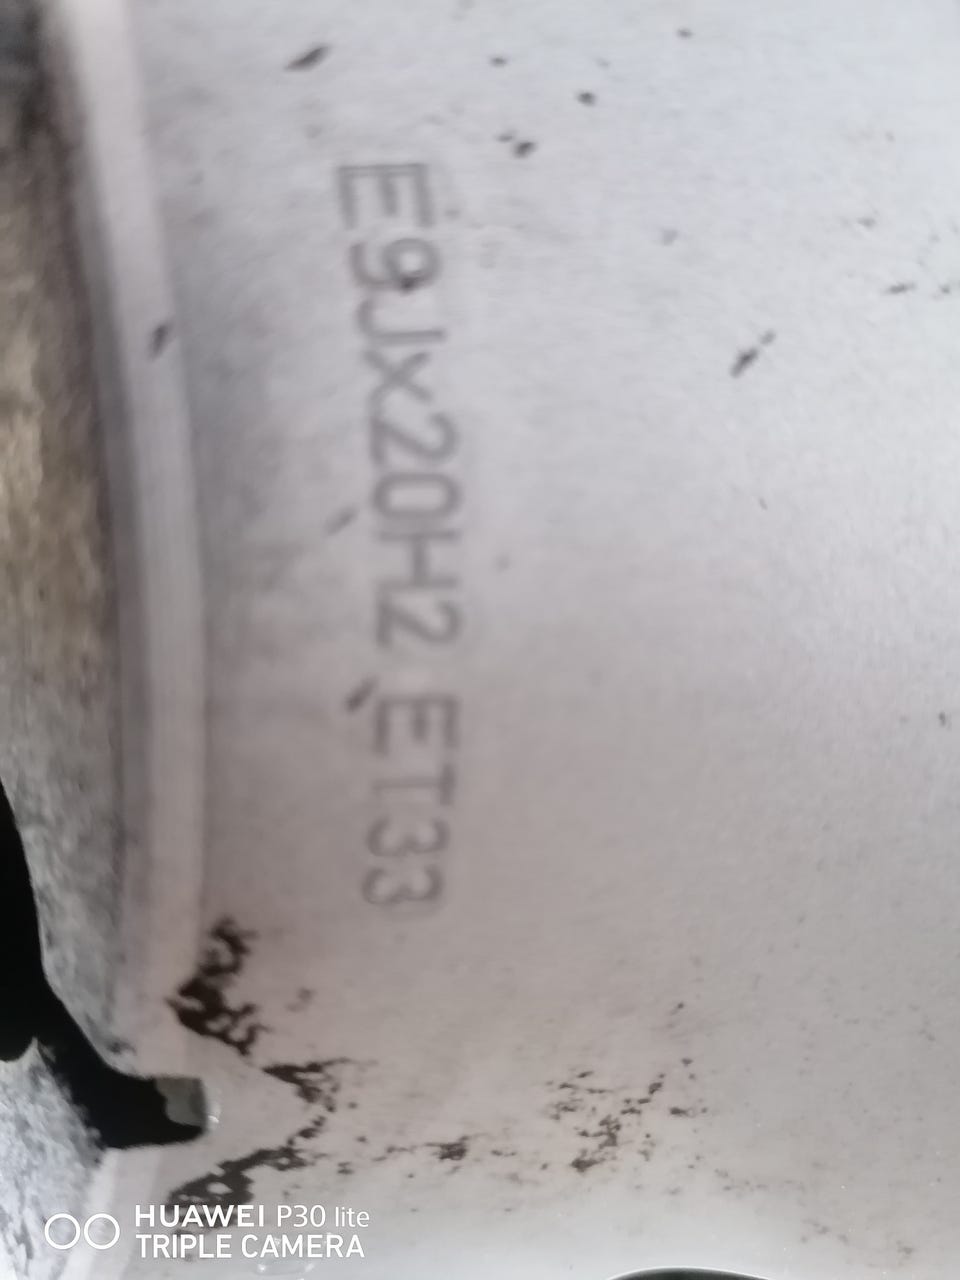 E9Jx20H2 ET33
HUAWEI P30 lite
TRIPLE CAMERA